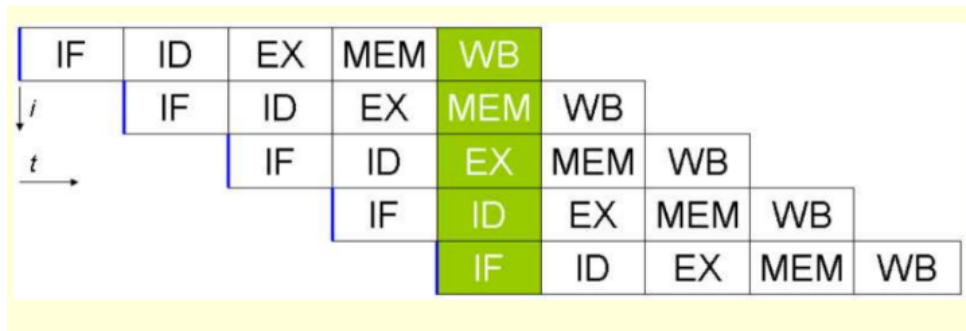 IF ID EX MEM WB
i IF ID EX MEM WB
t IF ID EX MEM WB
IF ID EX MEM WB
IF ID EX MEM WB